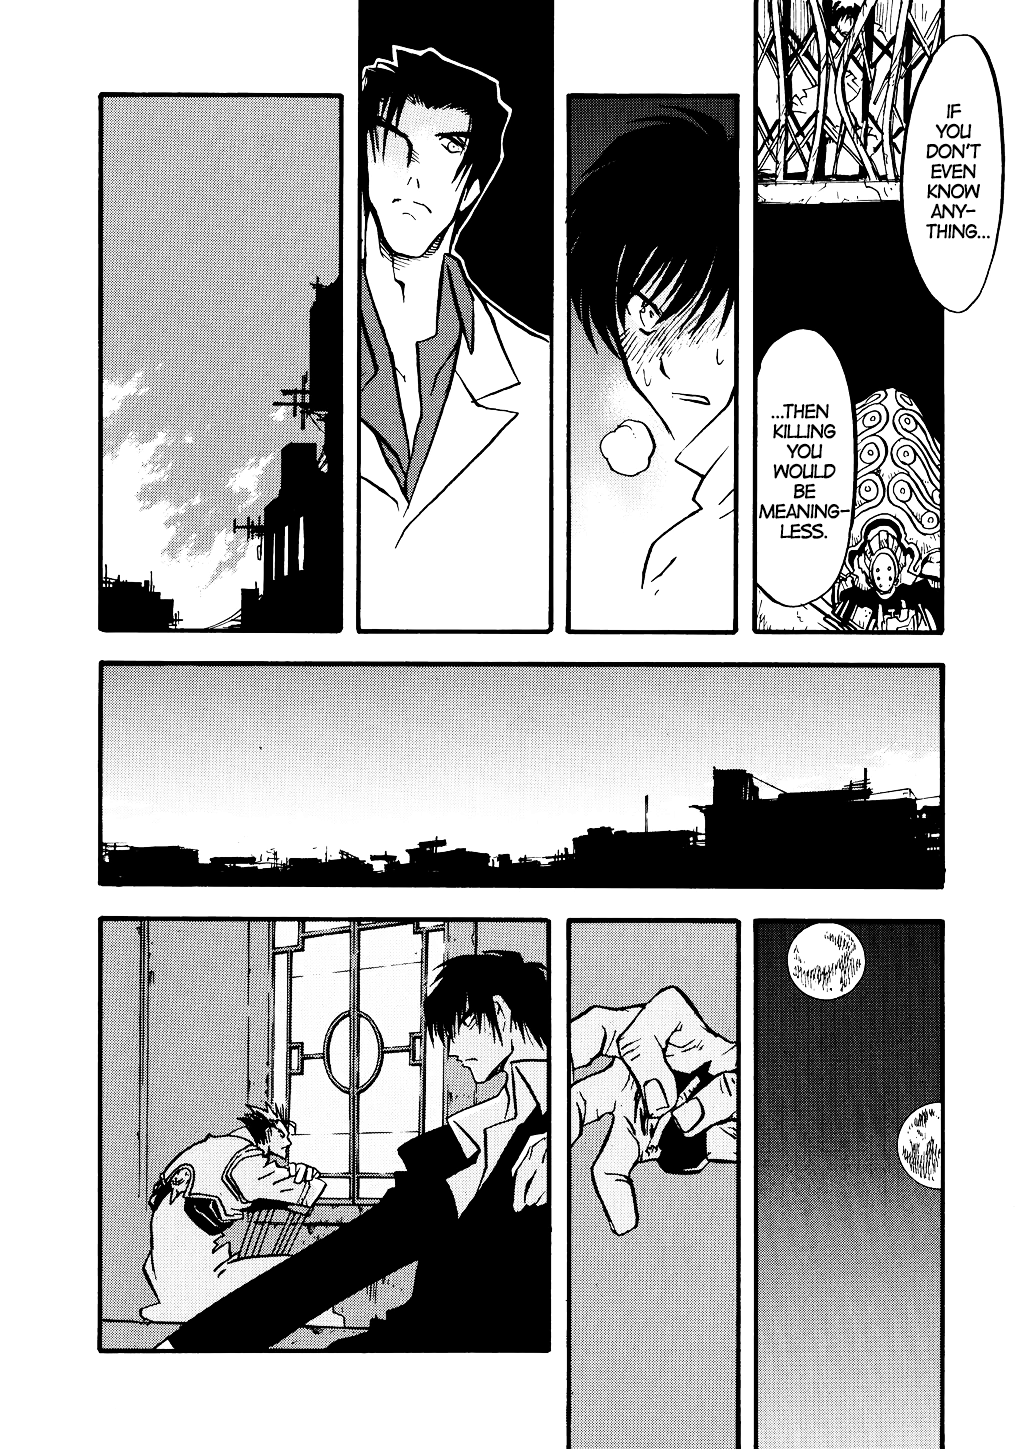 IF
YOU
DON'T
EVEN
KNOW
ANY-
THING...
...THEN
KILLING
YOU
WOULD
BE
MEANING-
LESS.